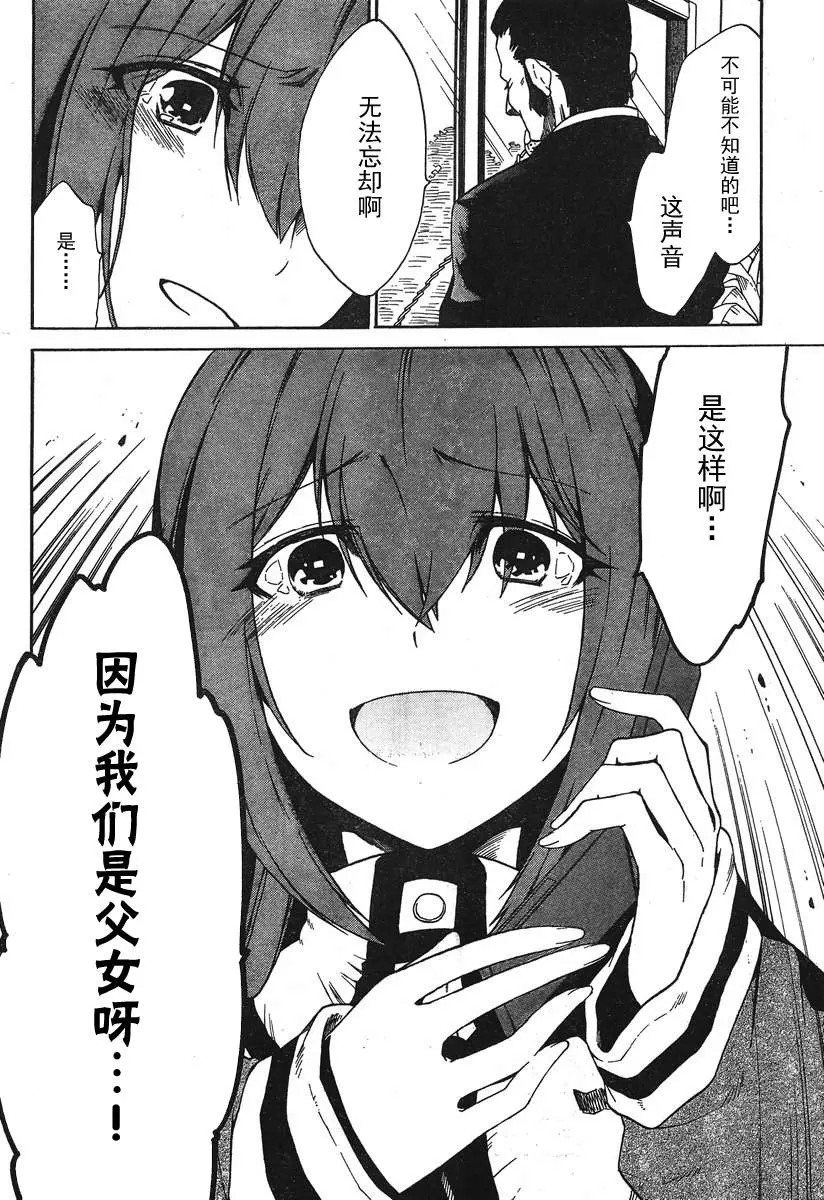 不可能不知道的吧…
这声音
无法忘却啊
是……
是这样啊…
因为我们是父女呀…！